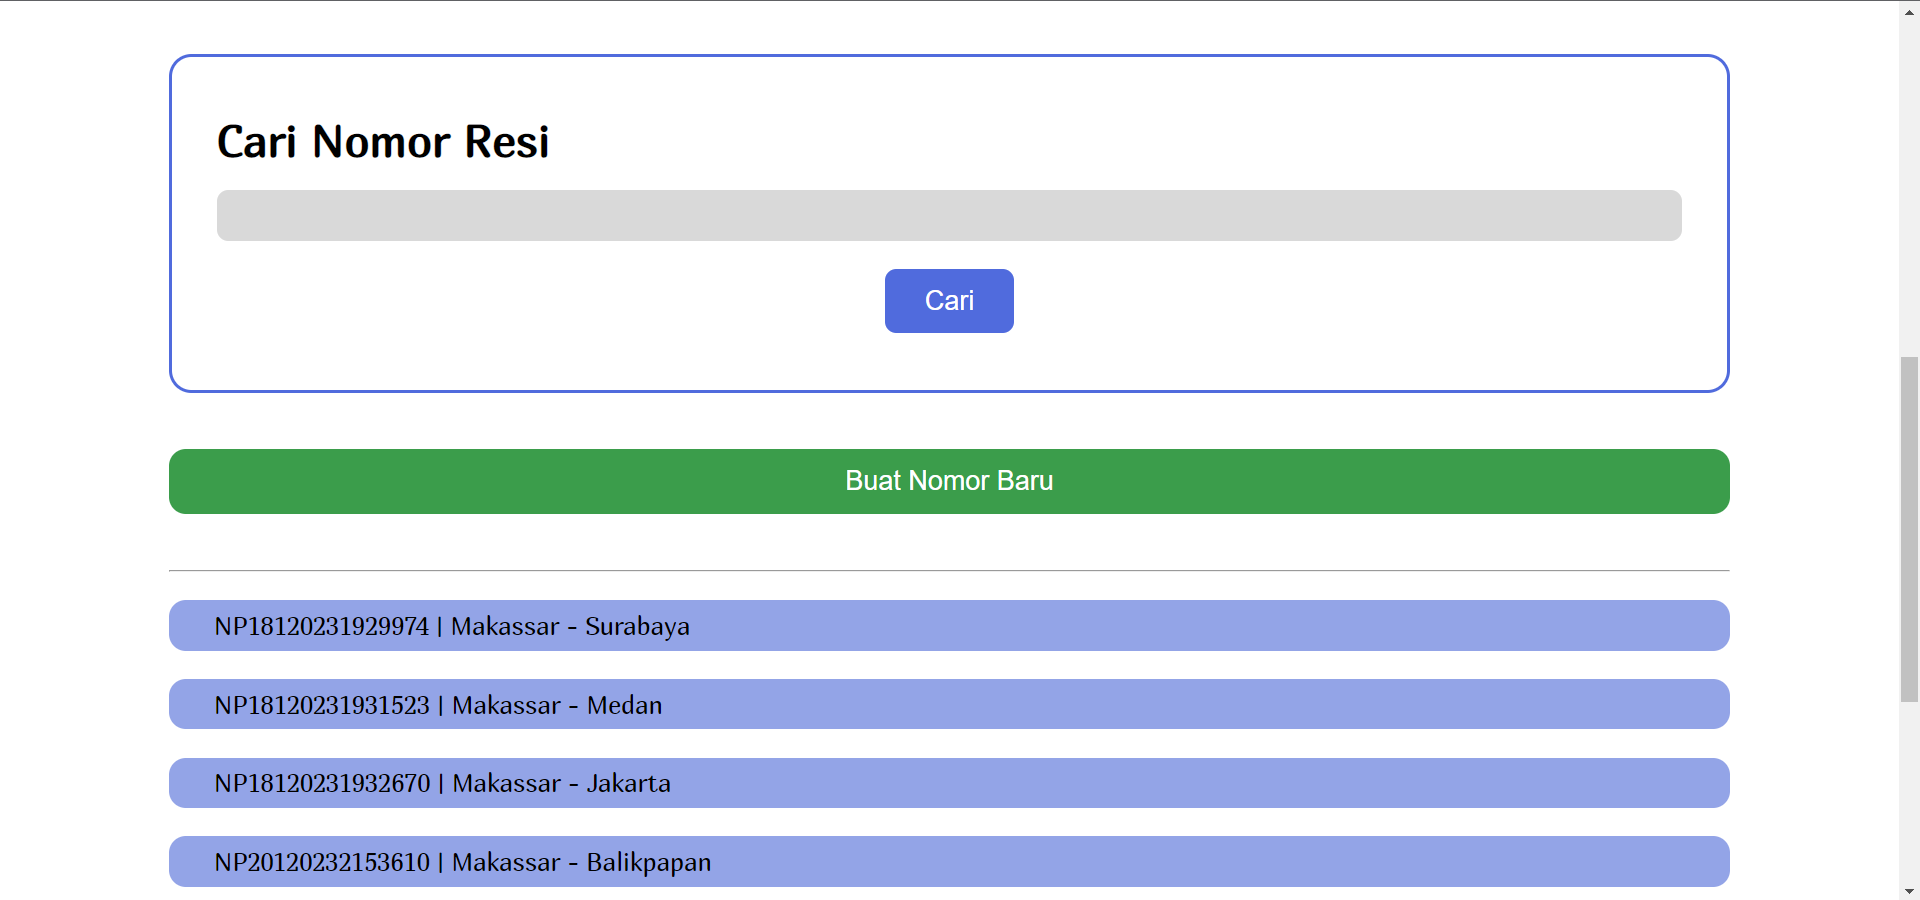 Cari Nomor Resi
Cari
Buat Nomor Baru
NP18120231929974 | Makassar - Surabaya
NP18120231931523 | Makassar - Medan
NP18120231932670 | Makassar - Jakarta
NP20120232153610 | Makassar - Balikpapan